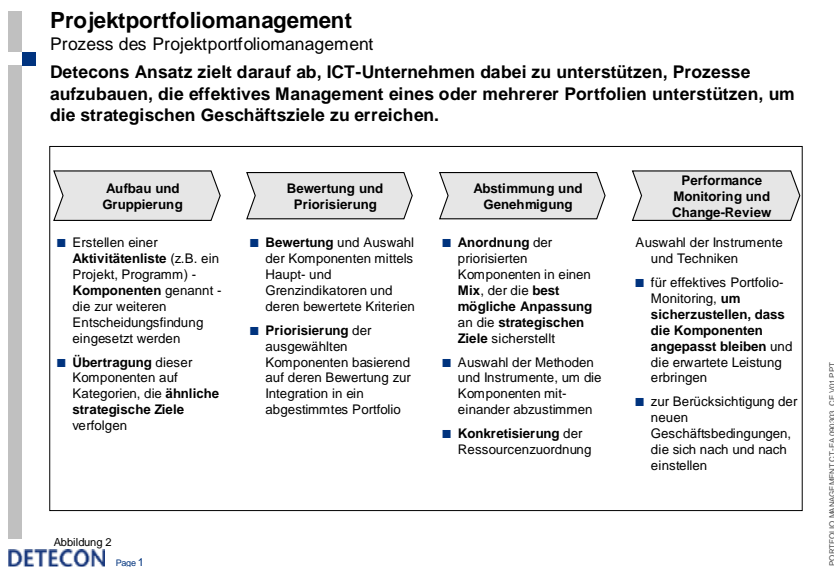 Projektportfoliomanagement
Prozess des Projektportfoliomanagement
Detecons Ansatz zielt darauf ab, ICT-Unternehmen dabei zu unterstützen, Prozesse
aufzubauen, die effektives Management eines oder mehrerer Portfolien unterstützen, um
die strategischen Geschäftsziele zu erreichen.
Aufbau und
Gruppierung
Erstellen einer
Aktivitätenliste (z.B. ein
Projekt, Programm) -
Komponenten genannt -
die zur weiteren
Entscheidungsfindung
eingesetzt werden
Übertragung dieser
Komponenten auf
Kategorien, die ähnliche
strategische Ziele
verfolgen
Bewertung und
Priorisierung
Bewertung und Auswahl
der Komponenten mittels
Haupt- und
Grenzindikatoren und
deren bewertete Kriterien
Priorisierung der
ausgewählten
Komponenten basierend
auf deren Bewertung zur
Integration in ein
abgestimmtes Portfolio
Abstimmung und
Genehmigung
Anordnung der
priorisierten
Komponenten in einen
Mix, der die best
mögliche Anpassung
an die strategischen
Ziele sicherstellt
Auswahl der Methoden
und Instrumente, um die
Komponenten mit-
einander abzustimmen
Konkretisierung der
Ressourcenzuordnung
Performance
Monitoring und
Change-Review
Auswahl der Instrumente
und Techniken
für effektives Portfolio-
Monitoring, um
sicherzustellen, dass
die Komponenten
angepasst bleiben und
die erwartete Leistung
erbringen
zur Berücksichtigung der
neuen
Geschäftsbedingungen,
die sich nach und nach
einstellen
Abbildung 2
DETECON Page 1